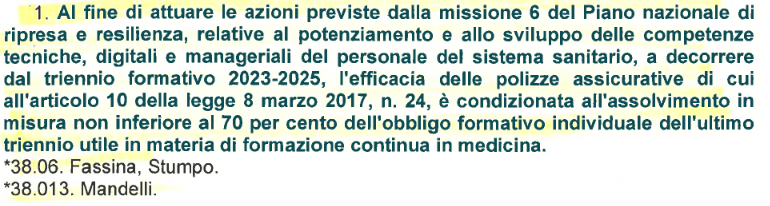 1. Al fine di attuare le azioni previste dalla missione 6 del Piano nazionale di
ripresa e resilienza, relative al potenziamento e allo sviluppo delle competenze
tecniche, digitali e manageriali del personale del sistema sanitario, a decorrere
dal triennio formativo 2023-2025, l'efficacia delle polizze assicurative di cui
all'articolo 10 della legge 8 marzo 2017, n. 24, è condizionata all'assolvimento in
misura non inferiore al 70 per cento dell'obbligo formativo individuale dell'ultimo
triennio utile in materia di formazione continua in medicina.
*38.06. Fassina, Stumpo.
*38.013. Mandelli.